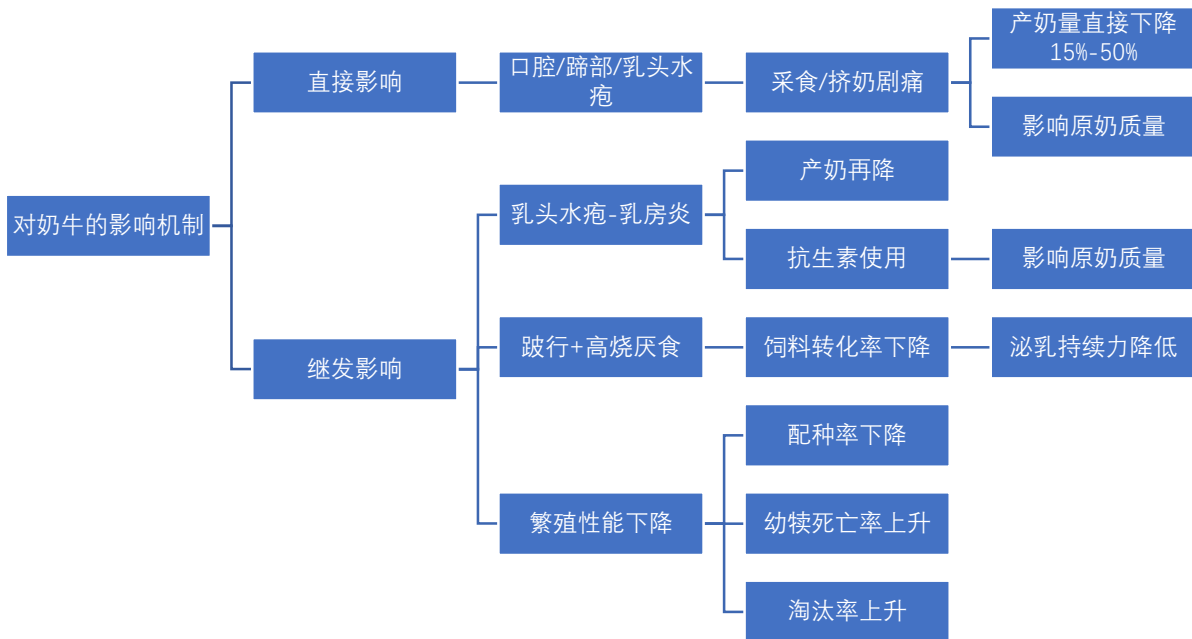 对奶牛的影响机制
直接影响
口腔/蹄部/乳头水
疱
采食/挤奶剧痛
产奶量直接下降
15%-50%
影响原奶质量
继发影响
乳头水疱-乳房炎
产奶再降
抗生素使用
影响原奶质量
跛行+高烧厌食
饲料转化率下降
泌乳持续力降低
繁殖性能下降
配种率下降
幼犊死亡率上升
淘汰率上升